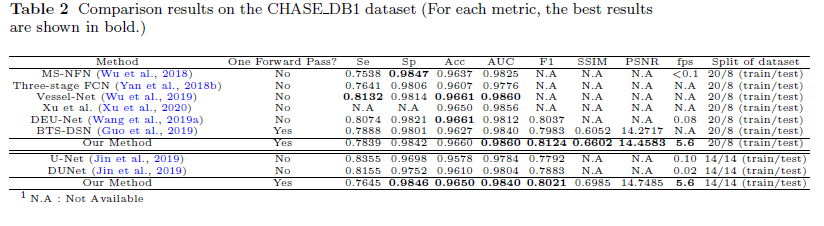 Table 2 Comparison results on the CHASE_DB1 dataset (For each metric, the best results
are shown in bold.)
Method One Forward Pass? Se Sp Acc AUC F1 SSIM PSNR fps Split of dataset
MS-NFN (Wu et al., 2018) No 0.7538 0.9847 0.9637 0.9825 N.A N.A N.A <0.1 20/8 (train/test)
Three-stage FCN (Yan et al., 2018b) No 0.7641 0.9806 0.9607 0.9776 N.A N.A N.A N.A 20/8 (train/test)
Vessel-Net (Wu et al., 2019) No 0.8132 0.9814 0.9661 0.9860 N.A N.A N.A N.A 20/8 (train/test)
Xu et al. (Xu et al., 2020) No N.A N.A 0.9650 0.9856 N.A N.A N.A N.A 20/8 (train/test)
DEU-Net (Wang et al., 2019a) No 0.8074 0.9821 0.9661 0.9812 0.8037 N.A N.A 0.08 20/8 (train/test)
BTS-DSN (Guo et al., 2019) Yes 0.7888 0.9801 0.9627 0.9840 0.7983 0.6052 14.2717 N.A 20/8 (train/test)
Our Method Yes 0.7839 0.9842 0.9660 0.9860 0.8124 0.6602 14.4583 5.6 20/8 (train/test)
U-Net (Jin et al., 2019) No 0.8355 0.9698 0.9578 0.9784 0.7792 N.A N.A 0.10 14/14 (train/test)
DUNet (Jin et al., 2019) No 0.8155 0.9752 0.9610 0.9804 0.7883 N.A N.A 0.02 14/14 (train/test)
Our Method Yes 0.7645 0.9846 0.9650 0.9840 0.8021 0.6985 14.7485 5.6 14/14 (train/test)
1 N.A : Not Available